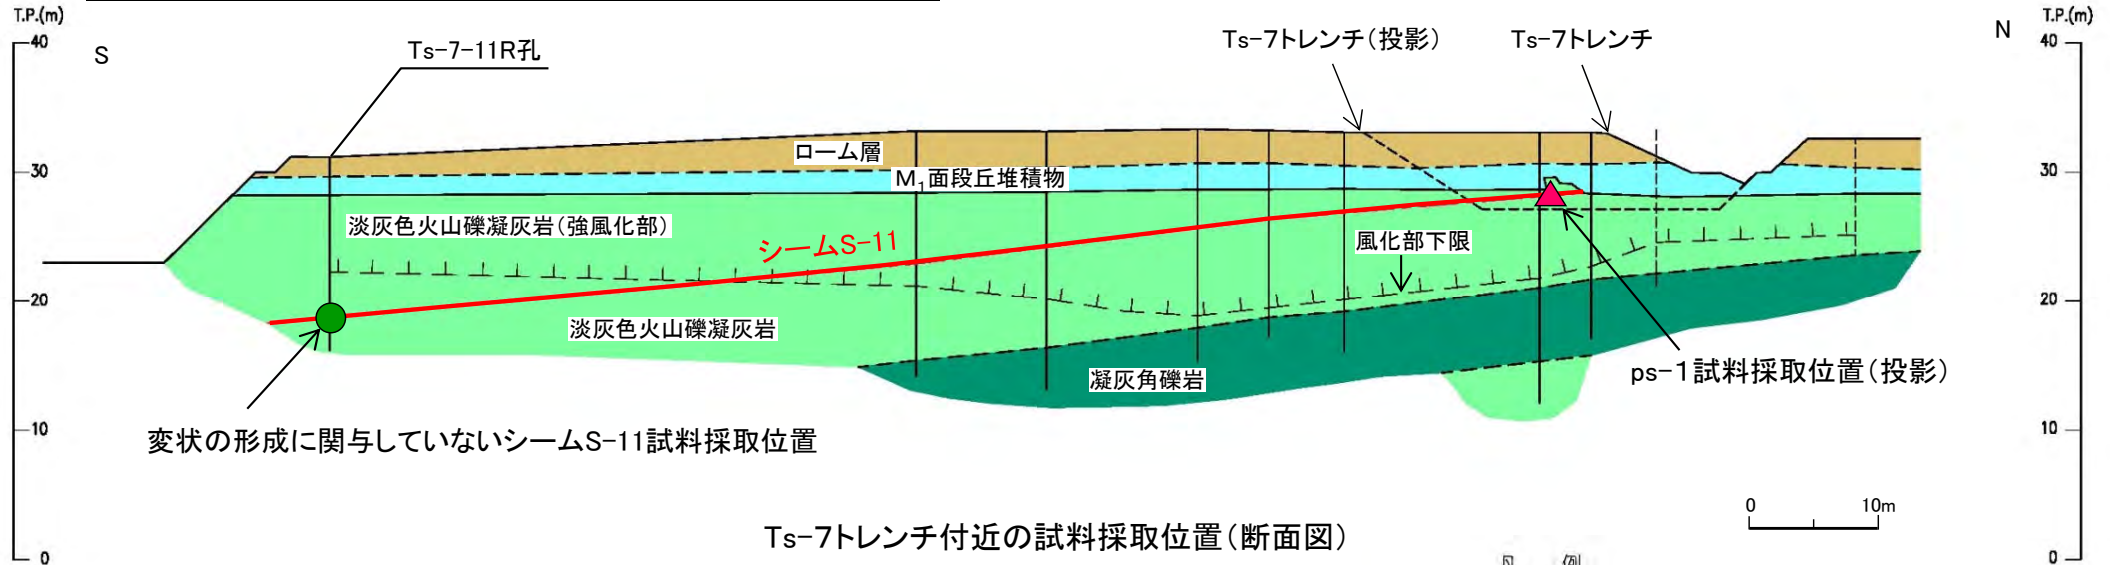 T.P.(m)
T.P.(m)
40
S
Ts-7-11R孔
Ts-7トレンチ(投影)
Ts-7トレンチ
N
40
ローム層
30
M₁面段丘堆積物
30
淡灰色火山礫凝灰岩(強風化部)
シームS-11
風化部下限
20
淡灰色火山礫凝灰岩
20
凝灰角礫岩
ps-1試料採取位置(投影)
10
変状の形成に関与していないシームS-11試料採取位置
10
0 10m
Ts-7トレンチ付近の試料採取位置(断面図)
0
0